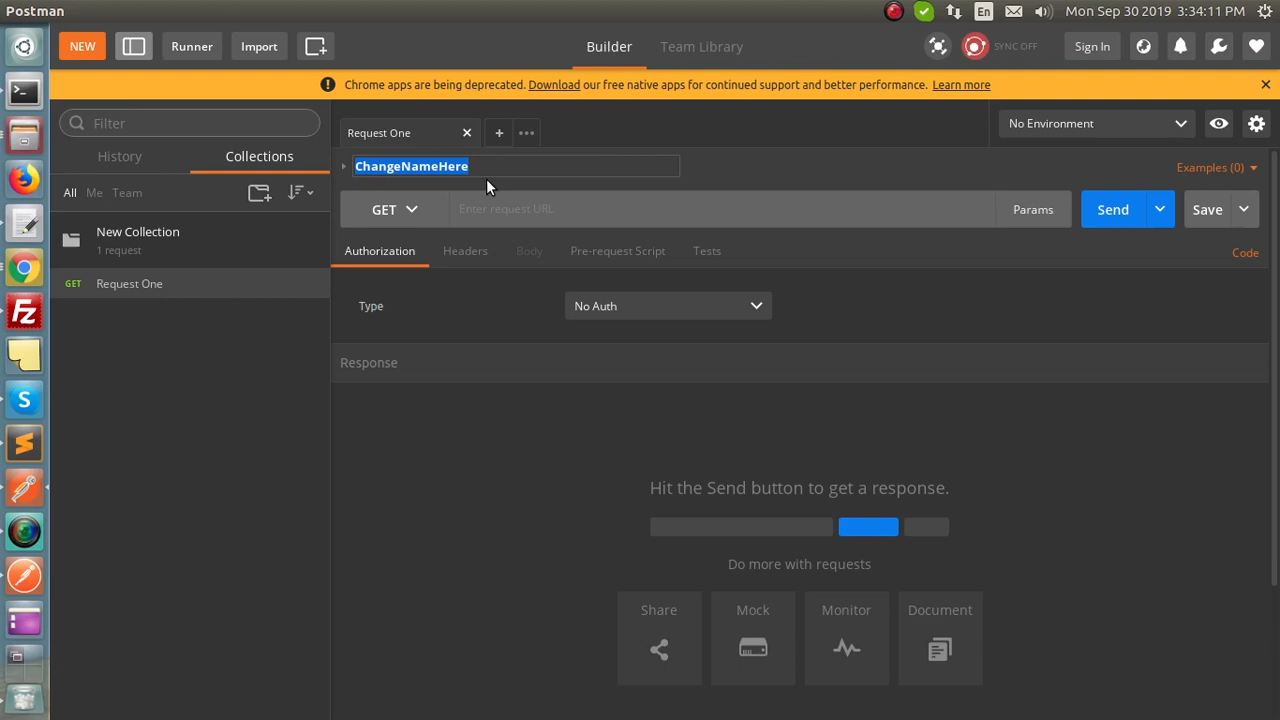 Postman
En
Mon Sep 30 2019 3:34:11 PM
NEW
Runner
Import
Builder
Team Library
SYNC OFF
Sign In
Chrome apps are being deprecated. Download our free native apps for continued support and better performance. Learn more
Filter
History
Collections
All
Me
Team
New Collection
1 request
GET
Request One
Request One
No Environment
ChangeNameHere
Examples (0)
GET
Enter request URL
Params
Send
Save
Authorization
Headers
Body
Pre-request Script
Tests
Code
Type
No Auth
Response
Hit the Send button to get a response.
Do more with requests
Share
Mock
Monitor
Document